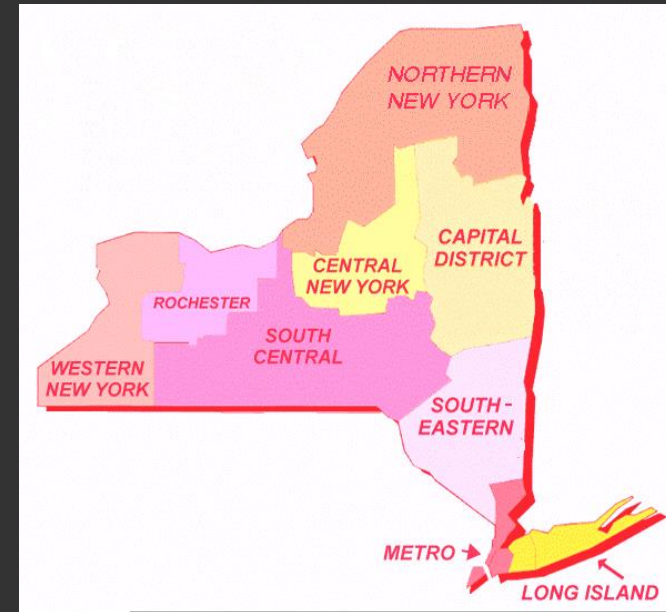 NORTHERN
NEW YORK
CAPITAL
DISTRICT
CENTRAL
NEW YORK
ROCHESTER
SOUTH
CENTRAL
WESTERN
NEW YORK
SOUTH-
EASTERN
METRO
LONG ISLAND